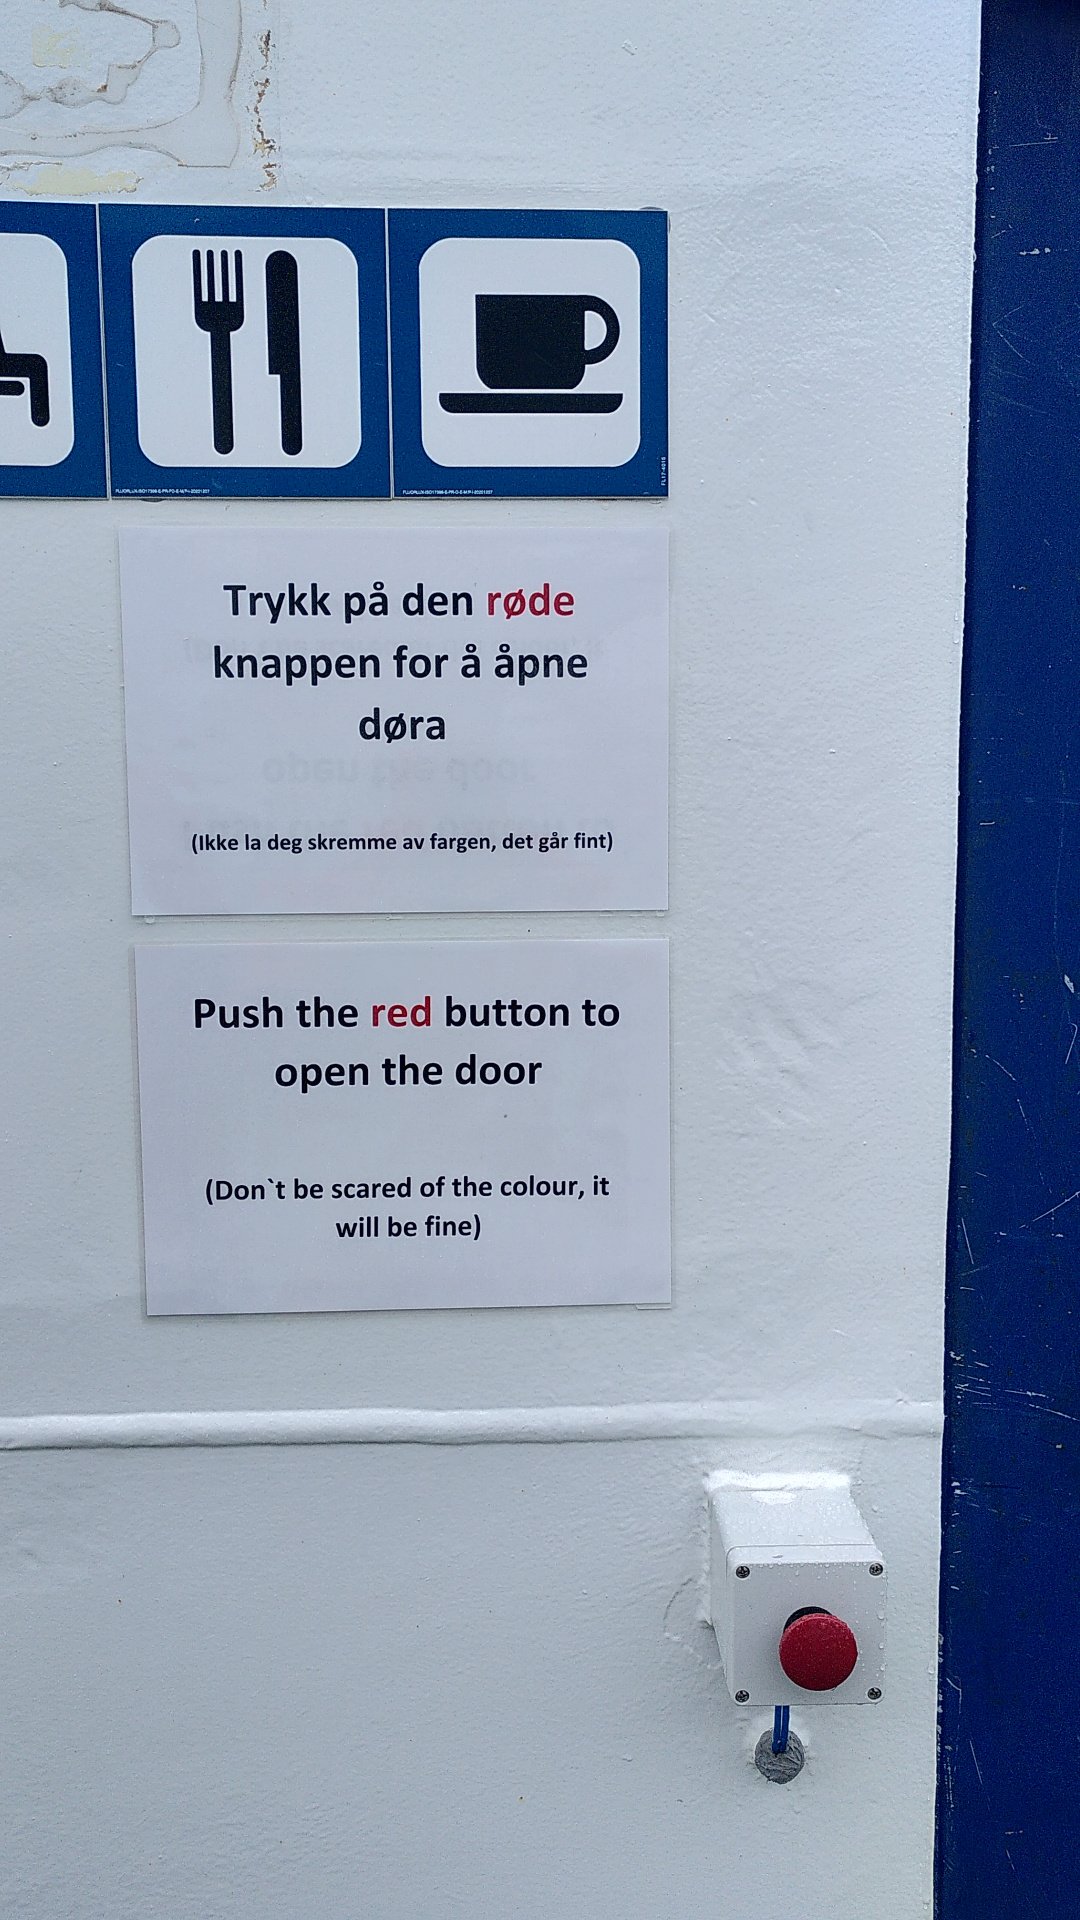 Trykk på den røde
knappen for å åpne
døra
(Ikke la deg skremme av fargen, det går fint)
Push the red button to
open the door
(Don`t be scared of the colour, it
will be fine)